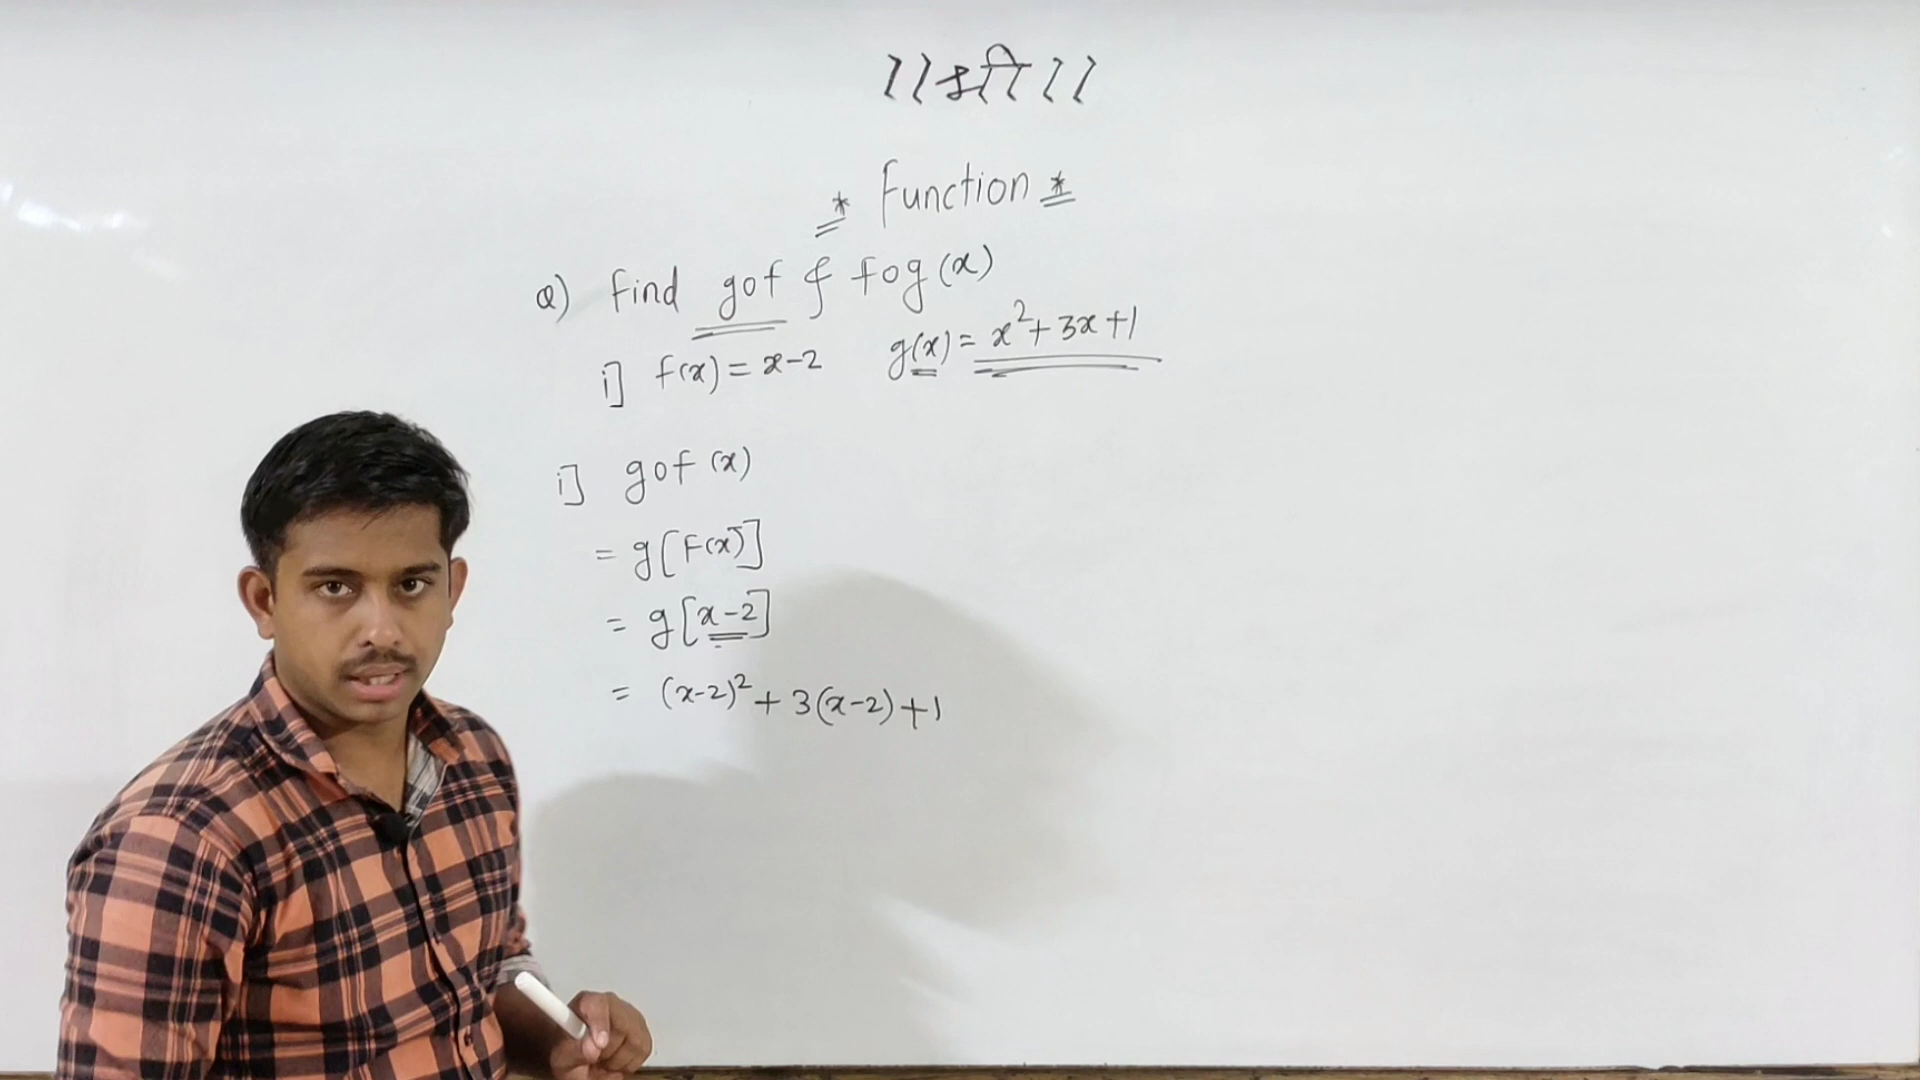 ।।श्री।।
* Function *
Q) Find gof & fog(x)
i] f(x) = x-2 g(x) = x²+3x+1
i] gof(x)
= g[F(x)]
= g[x-2]
= (x-2)² + 3(x-2) +1